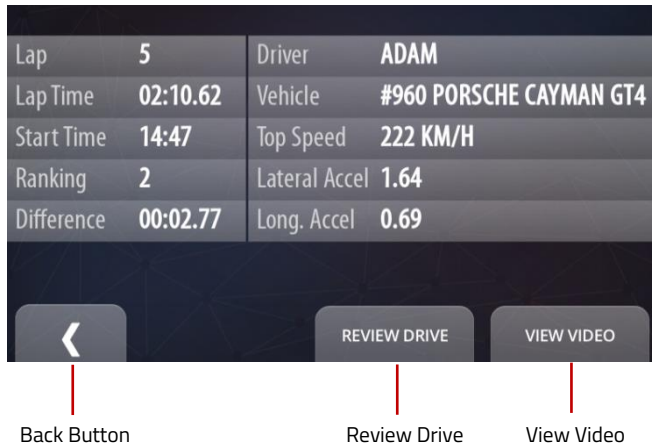 Lap 5 Driver ADAM
Lap Time 02:10.62 Vehicle #960 PORSCHE CAYMAN GT4
Start Time 14:47 Top Speed 222 KM/H
Ranking 2 Lateral Accel 1.64
Difference 00:02.77 Long. Accel 0.69
REVIEW DRIVE VIEW VIDEO
Back Button Review Drive View Video